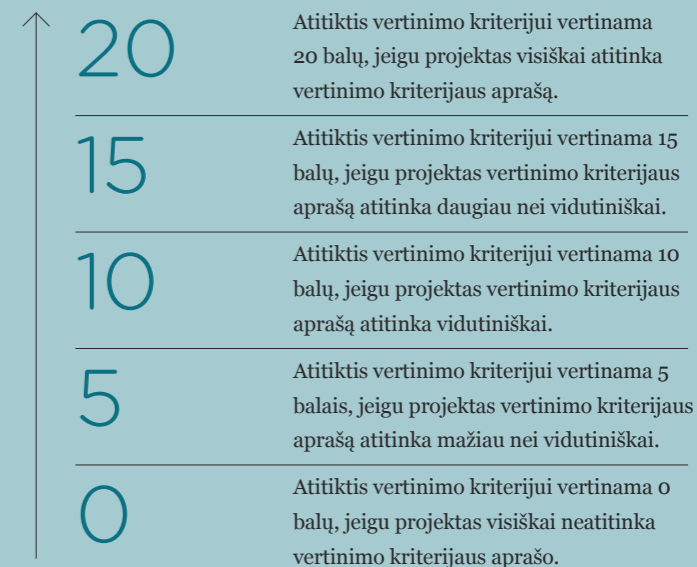 20
Atitiktis vertinimo kriterijui vertinama
20 balų, jeigu projektas visiškai atitinka
vertinimo kriterijaus aprašą.
15
Atitiktis vertinimo kriterijui vertinama 15
balų, jeigu projektas vertinimo kriterijaus
aprašą atitinka daugiau nei vidutiniškai.
10
Atitiktis vertinimo kriterijui vertinama 10
balų, jeigu projektas vertinimo kriterijaus
aprašą atitinka vidutiniškai.
5
Atitiktis vertinimo kriterijui vertinama 5
balais, jeigu projektas vertinimo kriterijaus
aprašą atitinka mažiau nei vidutiniškai.
0
Atitiktis vertinimo kriterijui vertinama 0
balų, jeigu projektas visiškai neatitinka
vertinimo kriterijaus aprašo.